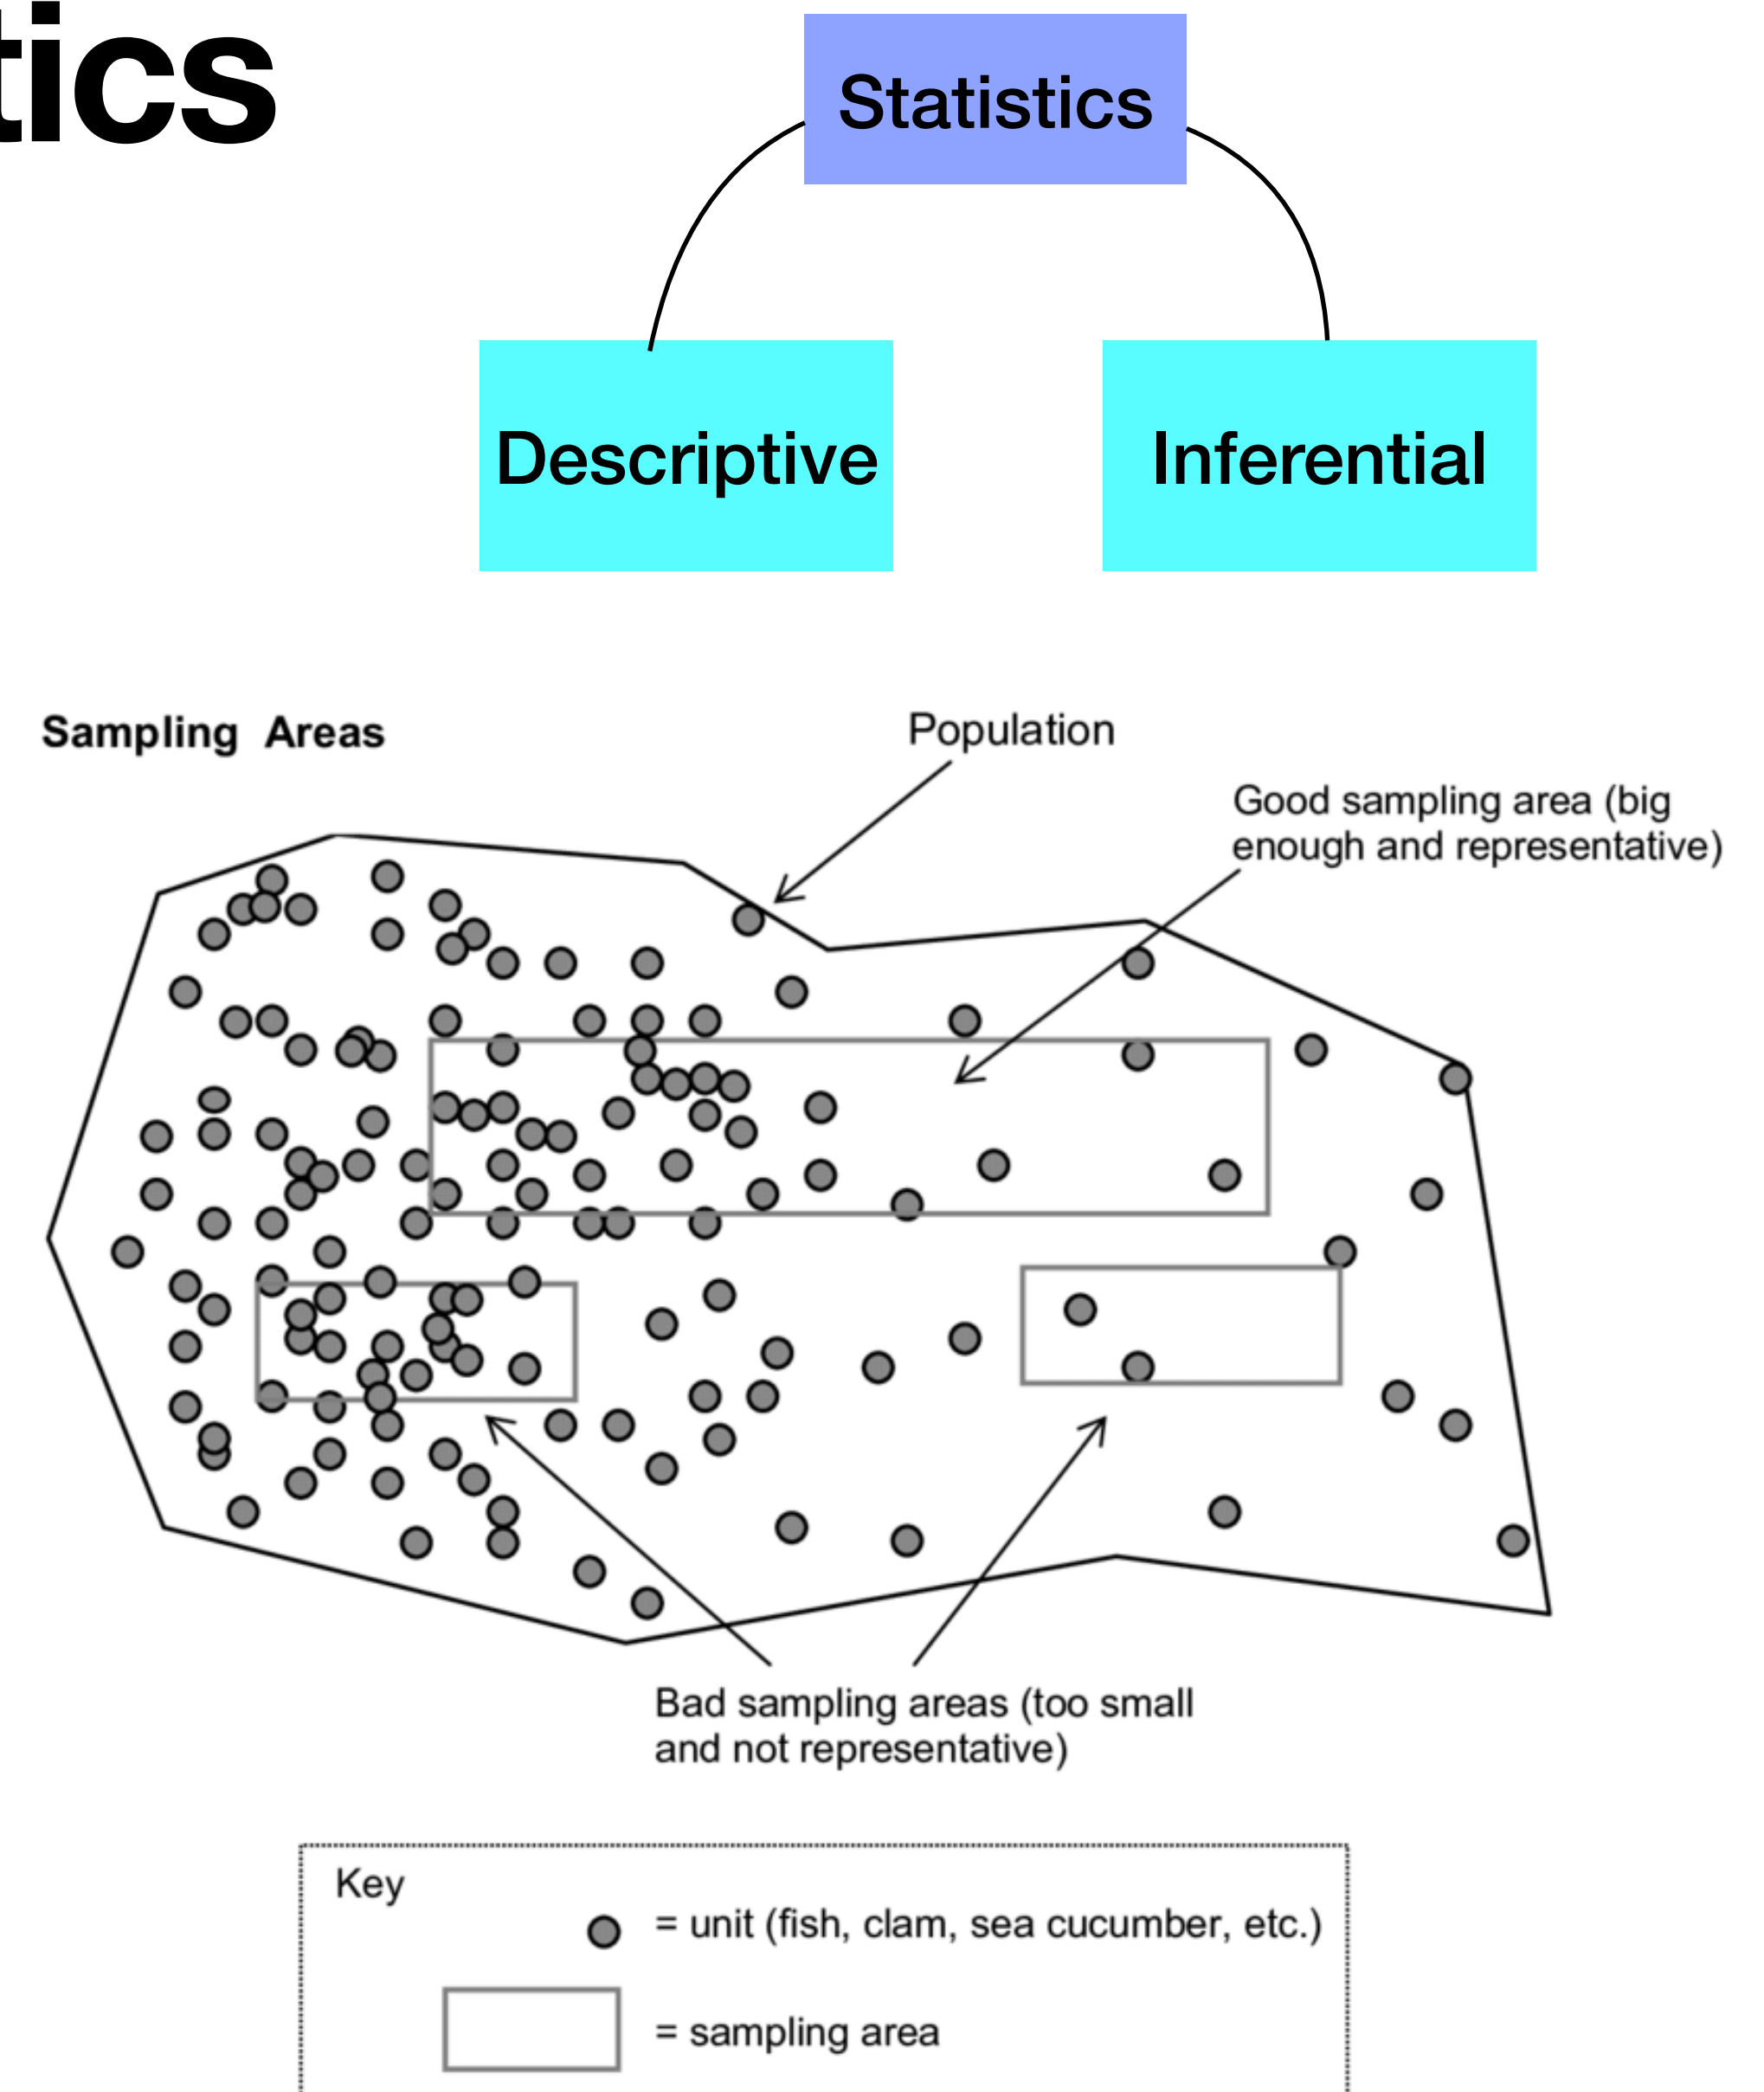 tics
Statistics
Descriptive
Inferential
Sampling Areas
Population
Good sampling area (big
enough and representative)
Bad sampling areas (too small
and not representative)
Key
= unit (fish, clam, sea cucumber, etc.)
= sampling area